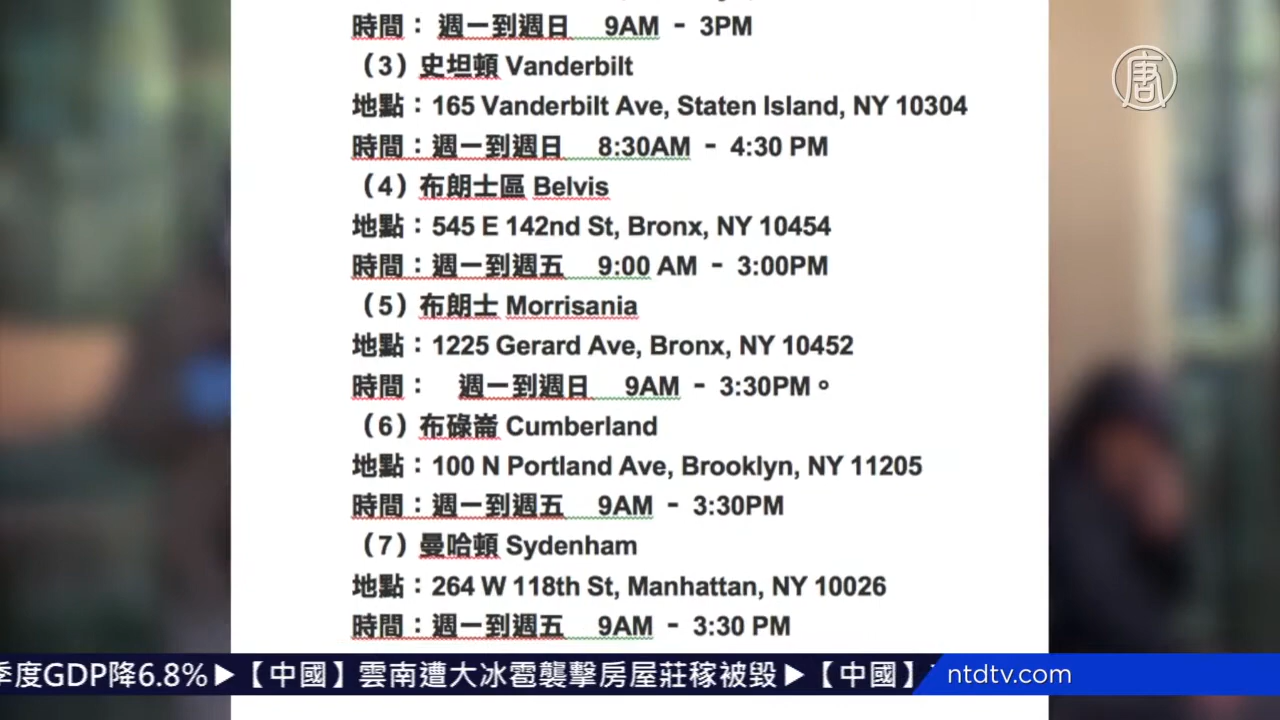 時間： 週一到週日 9AM - 3PM
（3）史坦頓 Vanderbilt
地點：165 Vanderbilt Ave, Staten Island, NY 10304
時間：週一到週日 8:30AM - 4:30 PM
（4）布朗士區 Belvis
地點：545 E 142nd St, Bronx, NY 10454
時間：週一到週五 9:00 AM - 3:00PM
（5）布朗士 Morrisania
地點：1225 Gerard Ave, Bronx, NY 10452
時間： 週一到週日 9AM - 3:30PM。
（6）布碌崙 Cumberland
地點：100 N Portland Ave, Brooklyn, NY 11205
時間：週一到週五 9AM - 3:30PM
（7）曼哈頓 Sydenham
地點：264 W 118th St, Manhattan, NY 10026
時間：週一到週五 9AM - 3:30 PM
唐
季度GDP降6.8%▶【中國】雲南遭大冰雹襲擊房屋莊稼被毀▶【中國】
ntdtv.com